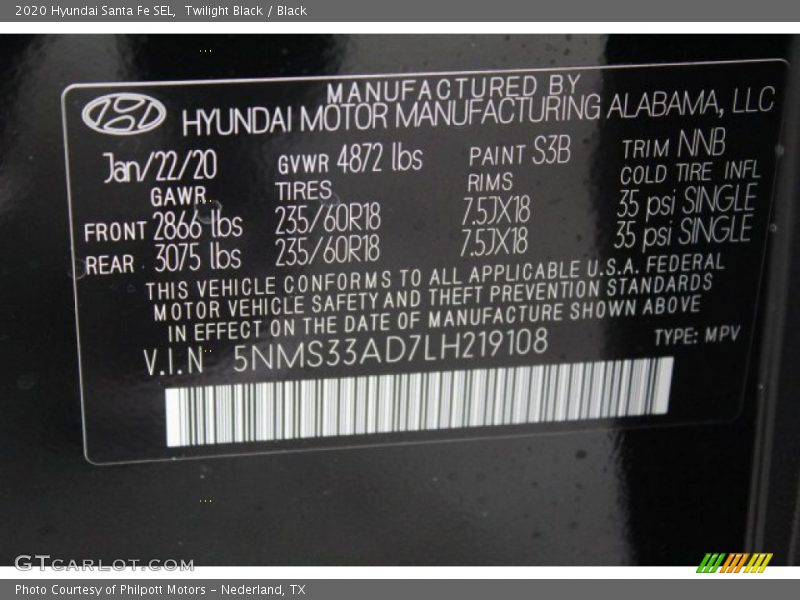 2020 Hyundai Santa Fe SEL, Twilight Black / Black
MANUFACTURED BY
HYUNDAI MOTOR MANUFACTURING ALABAMA, LLC
Jan/22/20 GVWR 4872 lbs PAINT S3B TRIM NNB
GAWR TIRES RIMS COLD TIRE INFL
FRONT 2866 lbs 235/60R18 7.5JX18 35 psi SINGLE
REAR 3075 lbs 235/60R18 7.5JX18 35 psi SINGLE
THIS VEHICLE CONFORMS TO ALL APPLICABLE U.S.A. FEDERAL
MOTOR VEHICLE SAFETY AND THEFT PREVENTION STANDARDS
IN EFFECT ON THE DATE OF MANUFACTURE SHOWN ABOVE
V.I.N 5NMS33AD7LH219108 TYPE: MPV
GTCARLOT.COM
Photo Courtesy of Philpott Motors - Nederland, TX